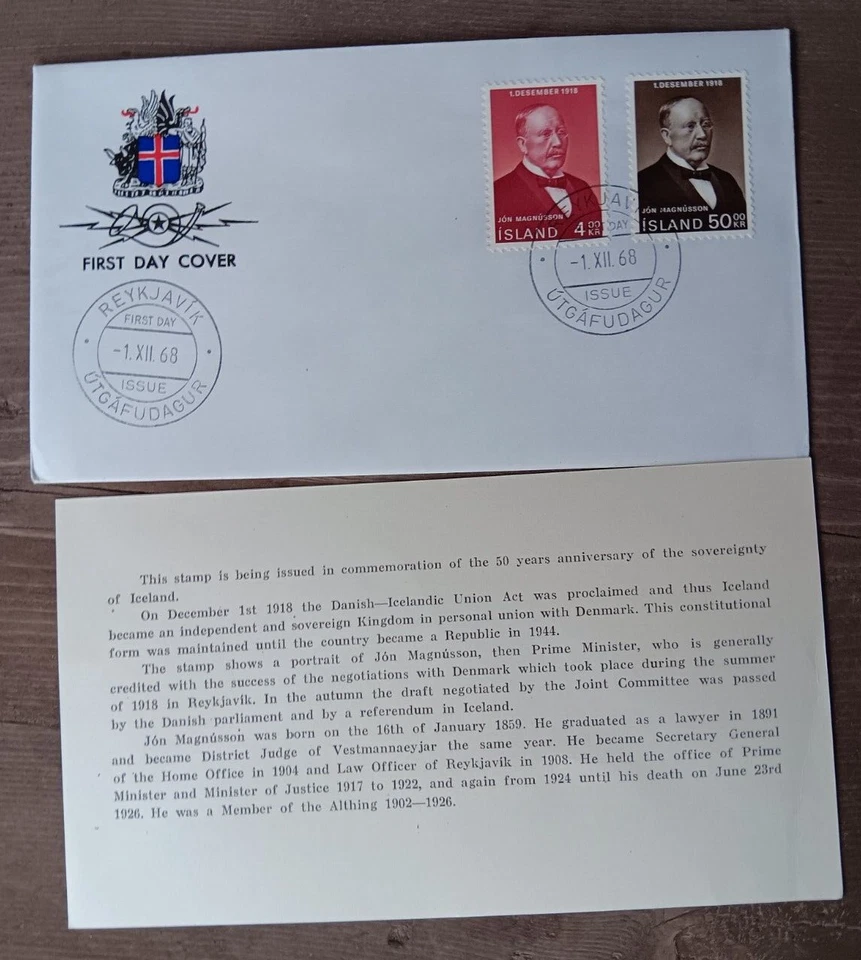 FIRST DAY COVER
REYKJAVÍK
FIRST DAY
-1. XII. 68
ISSUE
ÚTGÁFUDAGUR
1. DESEMBER 1918
JÓN MAGNÚSSON
ÍSLAND 4 00 KR
1. DESEMBER 1918
JÓN MAGNÚSSON
ÍSLAND 50 00 KR
REYKJAVÍK
DAY
-1. XII. 68
ISSUE
ÚTGÁFUDAGUR
This stamp is being issued in commemoration of the 50 years anniversary of the sovereignty
of Iceland.
On December 1st 1918 the Danish—Icelandic Union Act was proclaimed and thus Iceland
became an independent and sovereign Kingdom in personal union with Denmark. This constitutional
form was maintained until the country became a Republic in 1944.
The stamp shows a portrait of Jón Magnússon, then Prime Minister, who is generally
credited with the success of the negotiations with Denmark which took place during the summer
of 1918 in Reykjavík. In the autumn the draft negotiated by the Joint Committee was passed
by the Danish parliament and by a referendum in Iceland.
Jón Magnússon was born on the 16th of January 1859. He graduated as a lawyer in 1891
and became District Judge of Vestmannaeyjar the same year. He became Secretary General
of the Home Office in 1904 and Law Officer of Reykjavík in 1908. He held the office of Prime
Minister and Minister of Justice 1917 to 1922, and again from 1924 until his death on June 23rd
1926. He was a Member of the Althing 1902—1926.